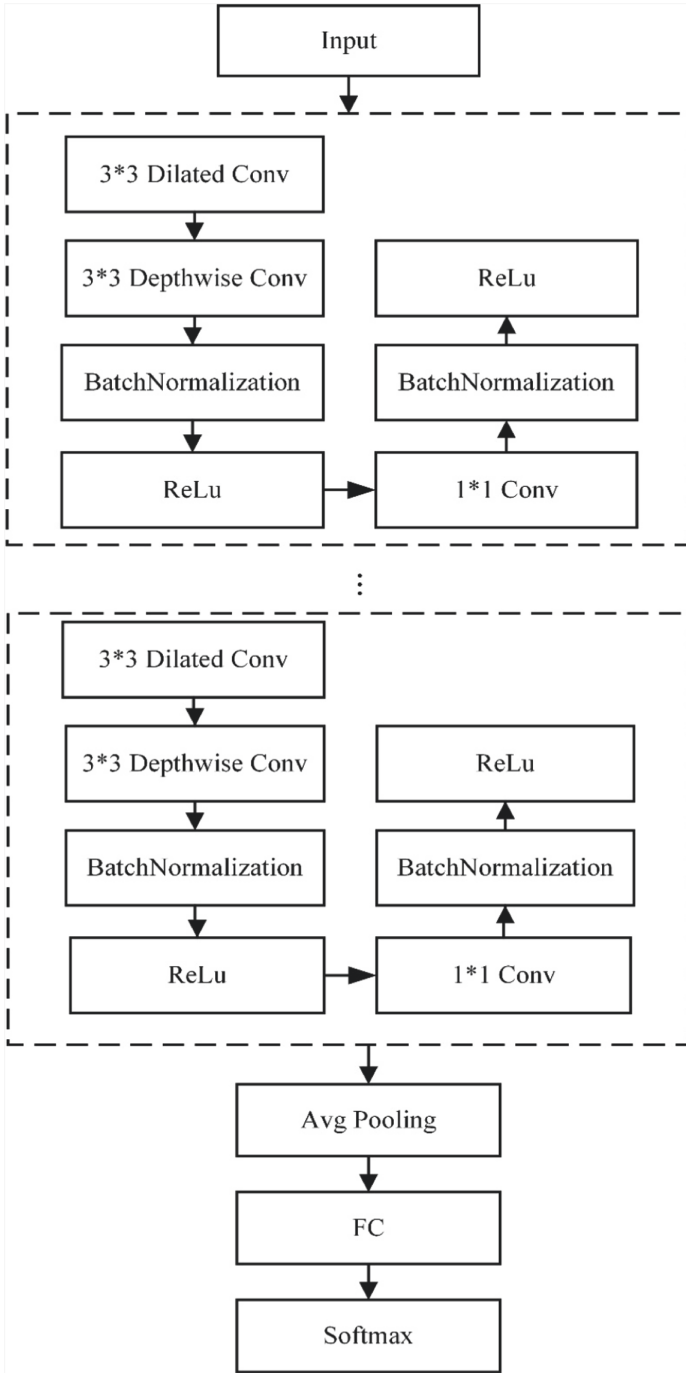 Input
3*3 Dilated Conv
3*3 Depthwise Conv
BatchNormalization
ReLu
1*1 Conv
BatchNormalization
ReLu
⋮
3*3 Dilated Conv
3*3 Depthwise Conv
BatchNormalization
ReLu
1*1 Conv
BatchNormalization
ReLu
Avg Pooling
FC
Softmax